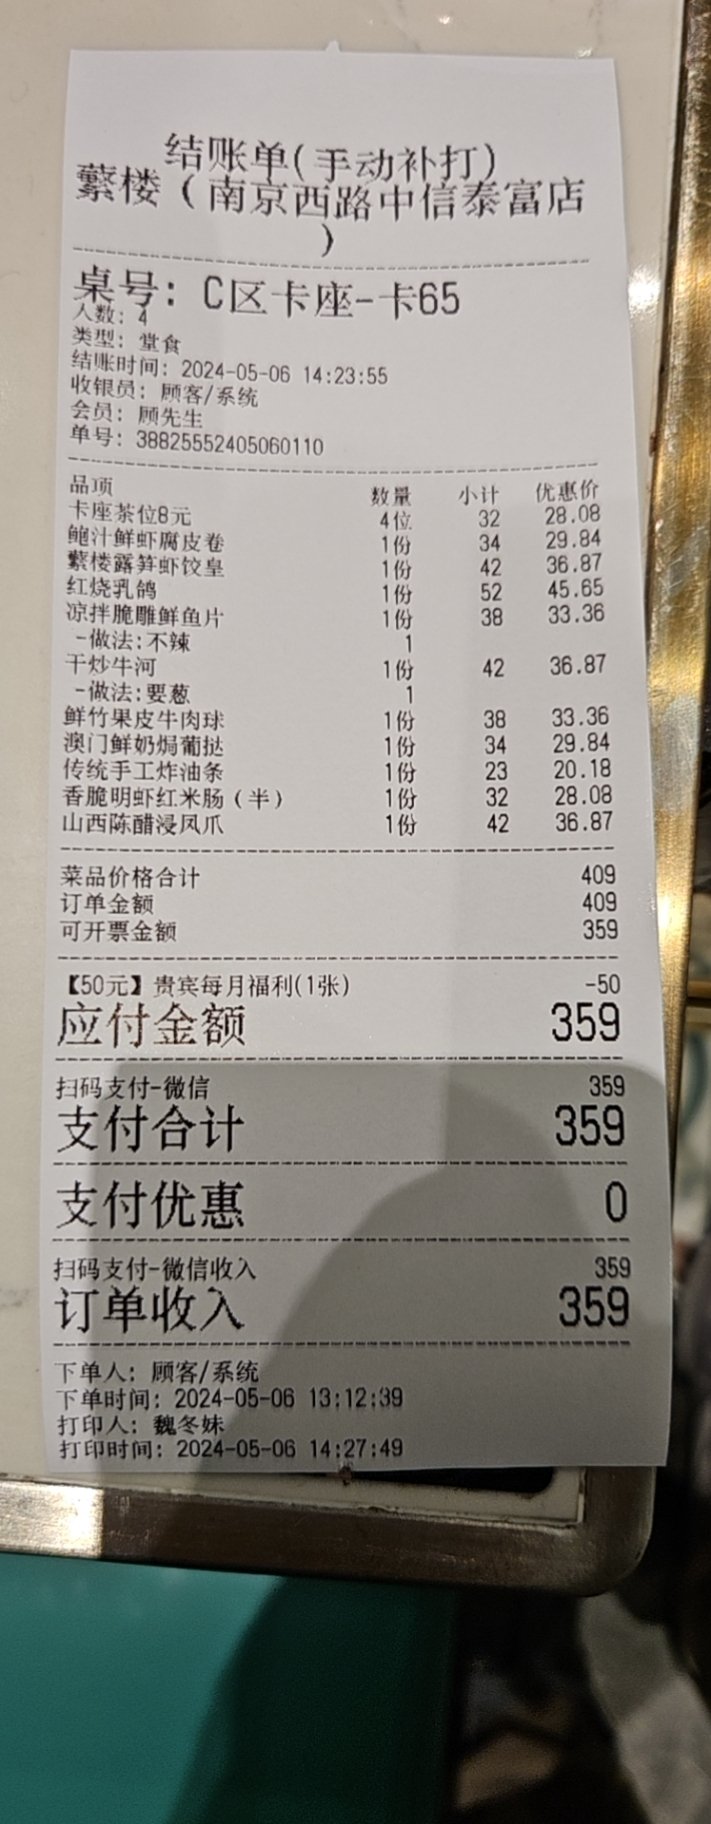 结账单(手动补打)
蘩楼（南京西路中信泰富店
）
桌号：C区卡座-卡65
人数：4
类型：堂食
结账时间：2024-05-06 14:23:55
收银员：顾客/系统
会员：顾先生
单号：38825552405060110
品项 数量 小计 优惠价
卡座茶位8元 4位 32 28.08
鲍汁鲜虾腐皮卷 1份 34 29.84
蘩楼露笋虾饺皇 1份 42 36.87
红烧乳鸽 1份 52 45.65
凉拌脆雕鲜鱼片 1份 38 33.36
-做法:不辣 1
干炒牛河 1份 42 36.87
-做法:要葱 1
鲜竹果皮牛肉球 1份 38 33.36
澳门鲜奶焗葡挞 1份 34 29.84
传统手工炸油条 1份 23 20.18
香脆明虾红米肠（半） 1份 32 28.08
山西陈醋浸凤爪 1份 42 36.87
菜品价格合计 409
订单金额 409
可开票金额 359
【50元】贵宾每月福利(1张) -50
应付金额 359
扫码支付-微信 359
支付合计 359
支付优惠 0
扫码支付-微信收入 359
订单收入 359
下单人：顾客/系统
下单时间：2024-05-06 13:12:39
打印人：魏冬妹
打印时间：2024-05-06 14:27:49